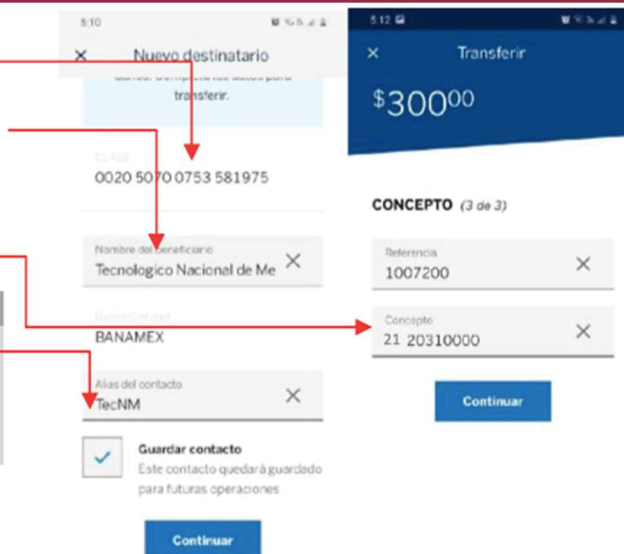 5:10
Nuevo destinatario
transferir.
CLABE
0020 5070 0753 581975
Nombre del beneficiario
Tecnologico Nacional de Me
BANAMEX
Alias del contacto
TecNM
Guardar contacto
Este contacto quedará guardado
para futuras operaciones
Continuar
5:12
Transferir
$30000
CONCEPTO (3 de 3)
Referencia
1007200
Concepto
21 20310000
Continuar